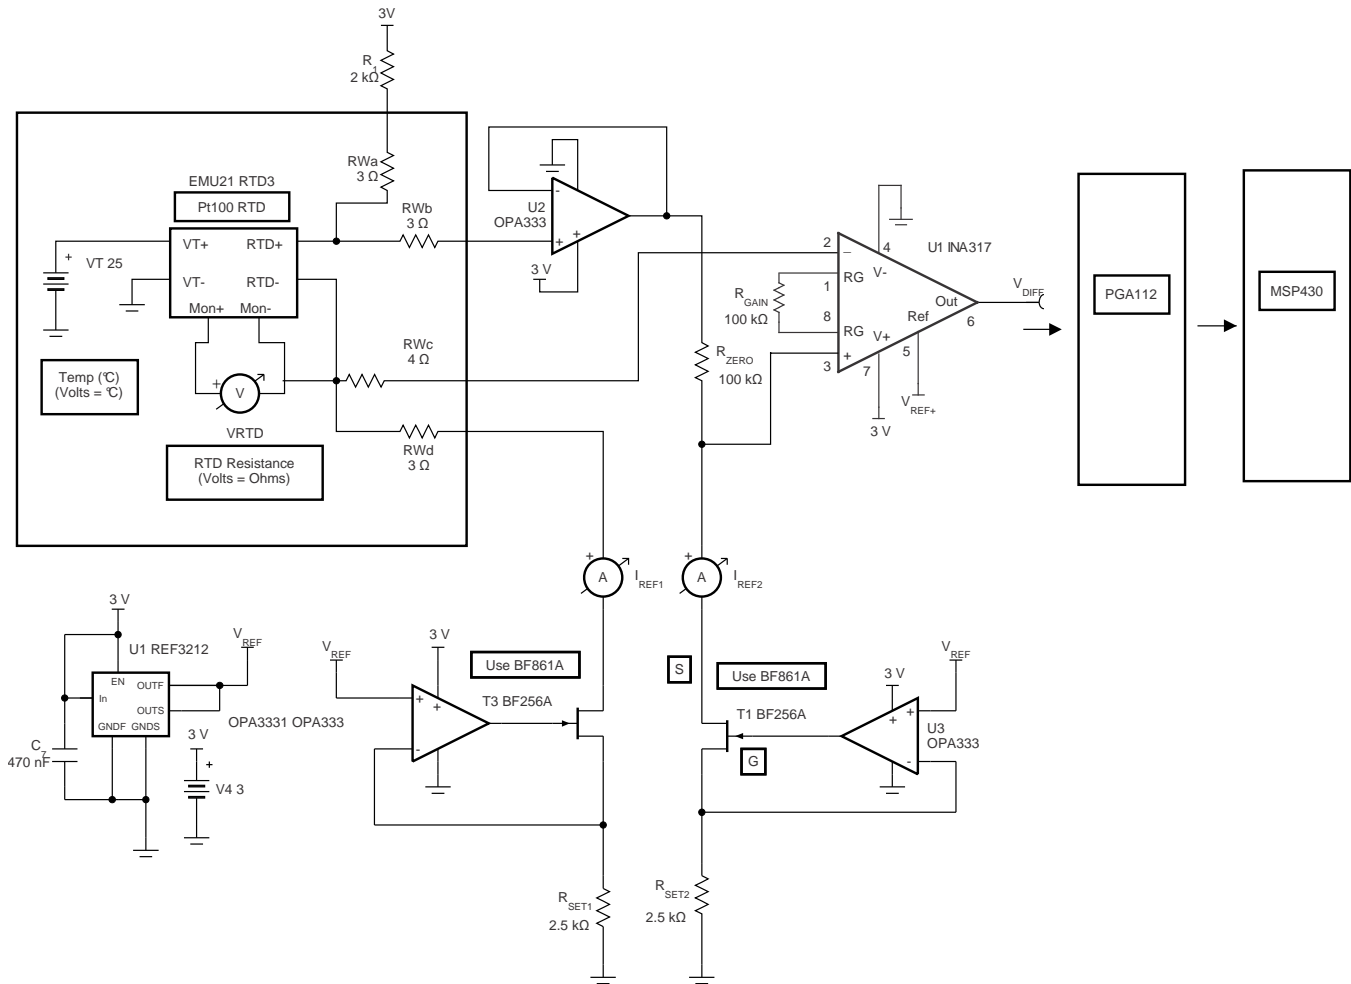 3V
R1
2 kΩ
RWa
3 Ω
EMU21 RTD3
Pt100 RTD
RWb
3 Ω
VT+
RTD+
VT 25
+
VT-
RTD-
Mon+
Mon-
Temp (°C)
(Volts = °C)
+
V
VRTD
RTD Resistance
(Volts = Ohms)
RWc
4 Ω
RWd
3 Ω
-
U2
OPA333
+
+
3 V
RZERO
100 kΩ
RGAIN
100 kΩ
2
–
4
U1 INA317
RG
V-
1
8
RG
V+
Out
6
Ref
5
+
3
7
3 V
VREF+
VDIFF
PGA112
MSP430
+
A
IREF1
+
A
IREF2
3 V
U1 REF3212
VREF
EN
OUTF
In
OUTS
GNDF
GNDS
C7
470 nF
OPA3331 OPA333
3 V
+
V4 3
VREF
3 V
+
+
-
Use BF861A
T3 BF256A
RSET1
2.5 kΩ
S
Use BF861A
T1 BF256A
G
3 V
VREF
+
+
-
U3
OPA333
RSET2
2.5 kΩ